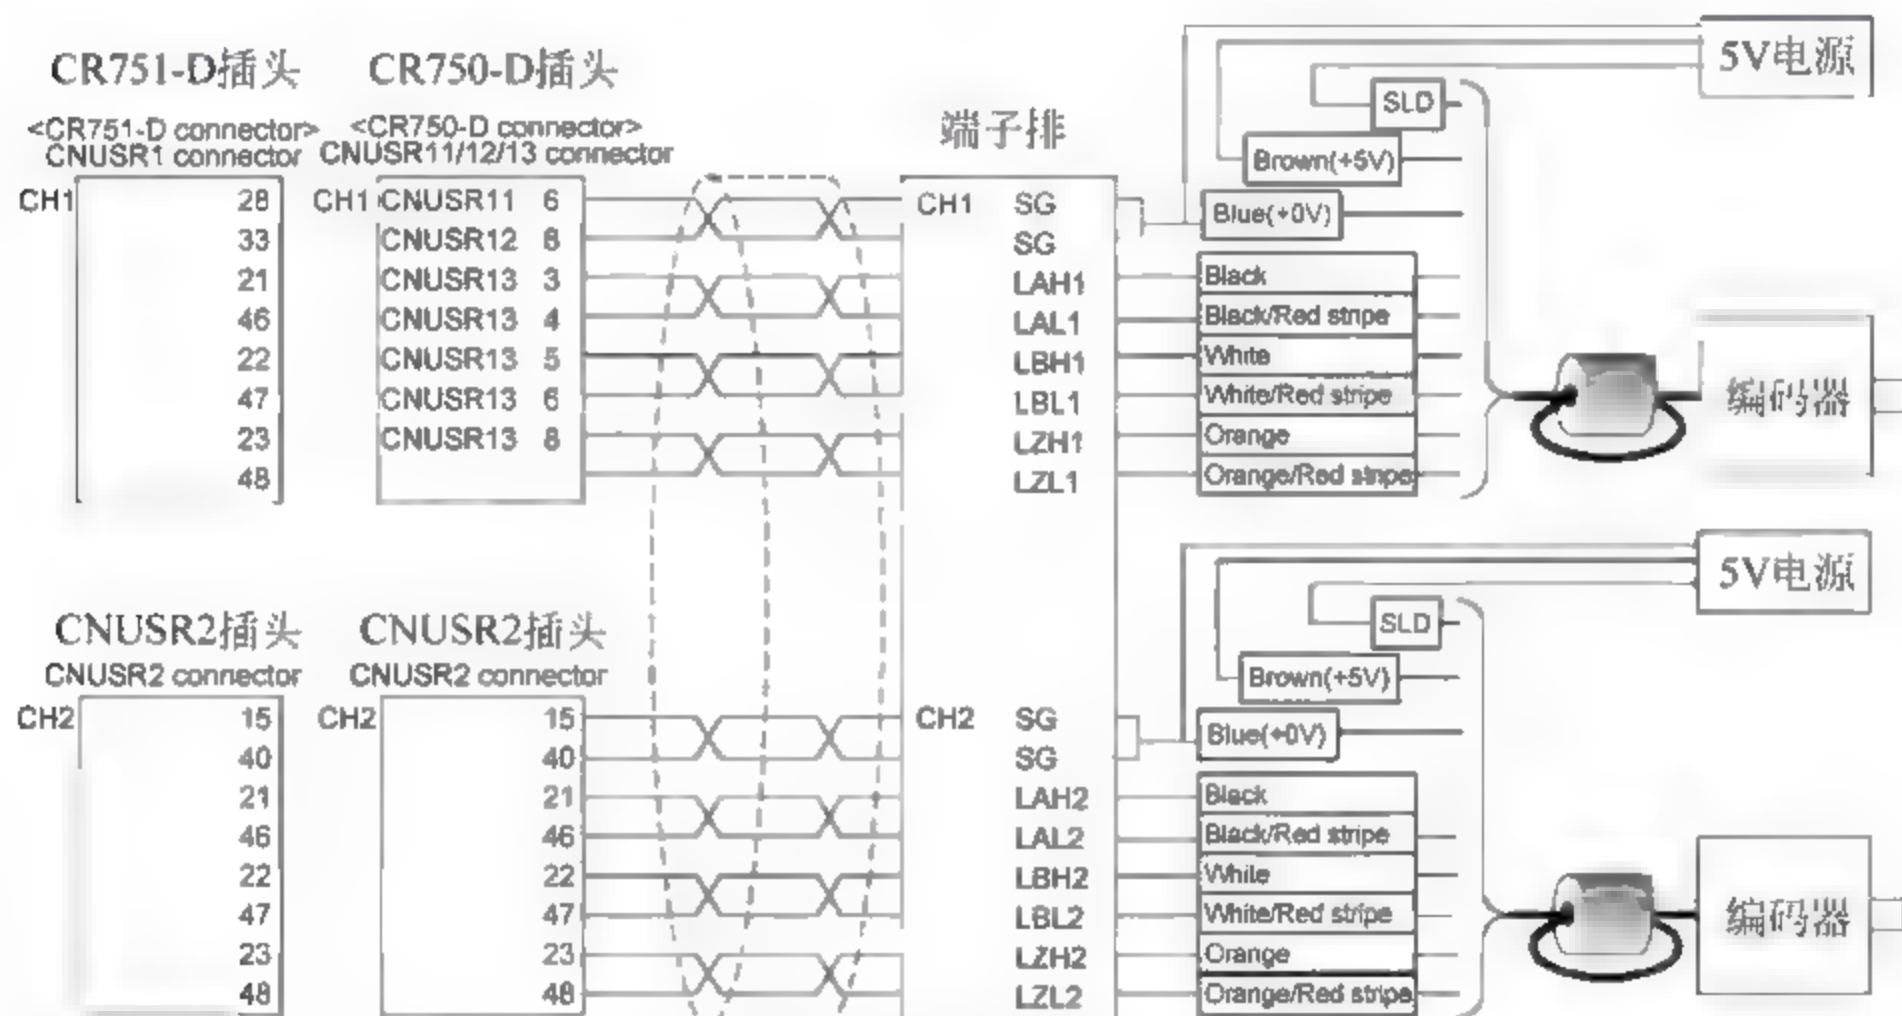 CR751-D插头
CR750-D插头
<CR751-D connector>
CNUSR1 connector
<CR750-D connector>
CNUSR11/12/13 connector
端子排
5V电源
SLD
Brown(+5V)
Blue(+0V)
CH1
28
33
21
46
22
47
23
48
CH1
CNUSR11 6
CNUSR12 8
CNUSR13 3
CNUSR13 4
CNUSR13 5
CNUSR13 6
CNUSR13 8
CH1
SG
SG
LAH1
LAL1
LBH1
LBL1
LZH1
LZL1
Black
Black/Red stripe
White
White/Red stripe
Orange
Orange/Red stripe
编码器
CNUSR2插头
CNUSR2插头
CNUSR2 connector
CNUSR2 connector
5V电源
SLD
Brown(+5V)
Blue(+0V)
CH2
15
40
21
46
22
47
23
48
CH2
15
40
21
46
22
47
23
48
CH2
SG
SG
LAH2
LAL2
LBH2
LBL2
LZH2
LZL2
Black
Black/Red stripe
White
White/Red stripe
Orange
Orange/Red stripe
编码器